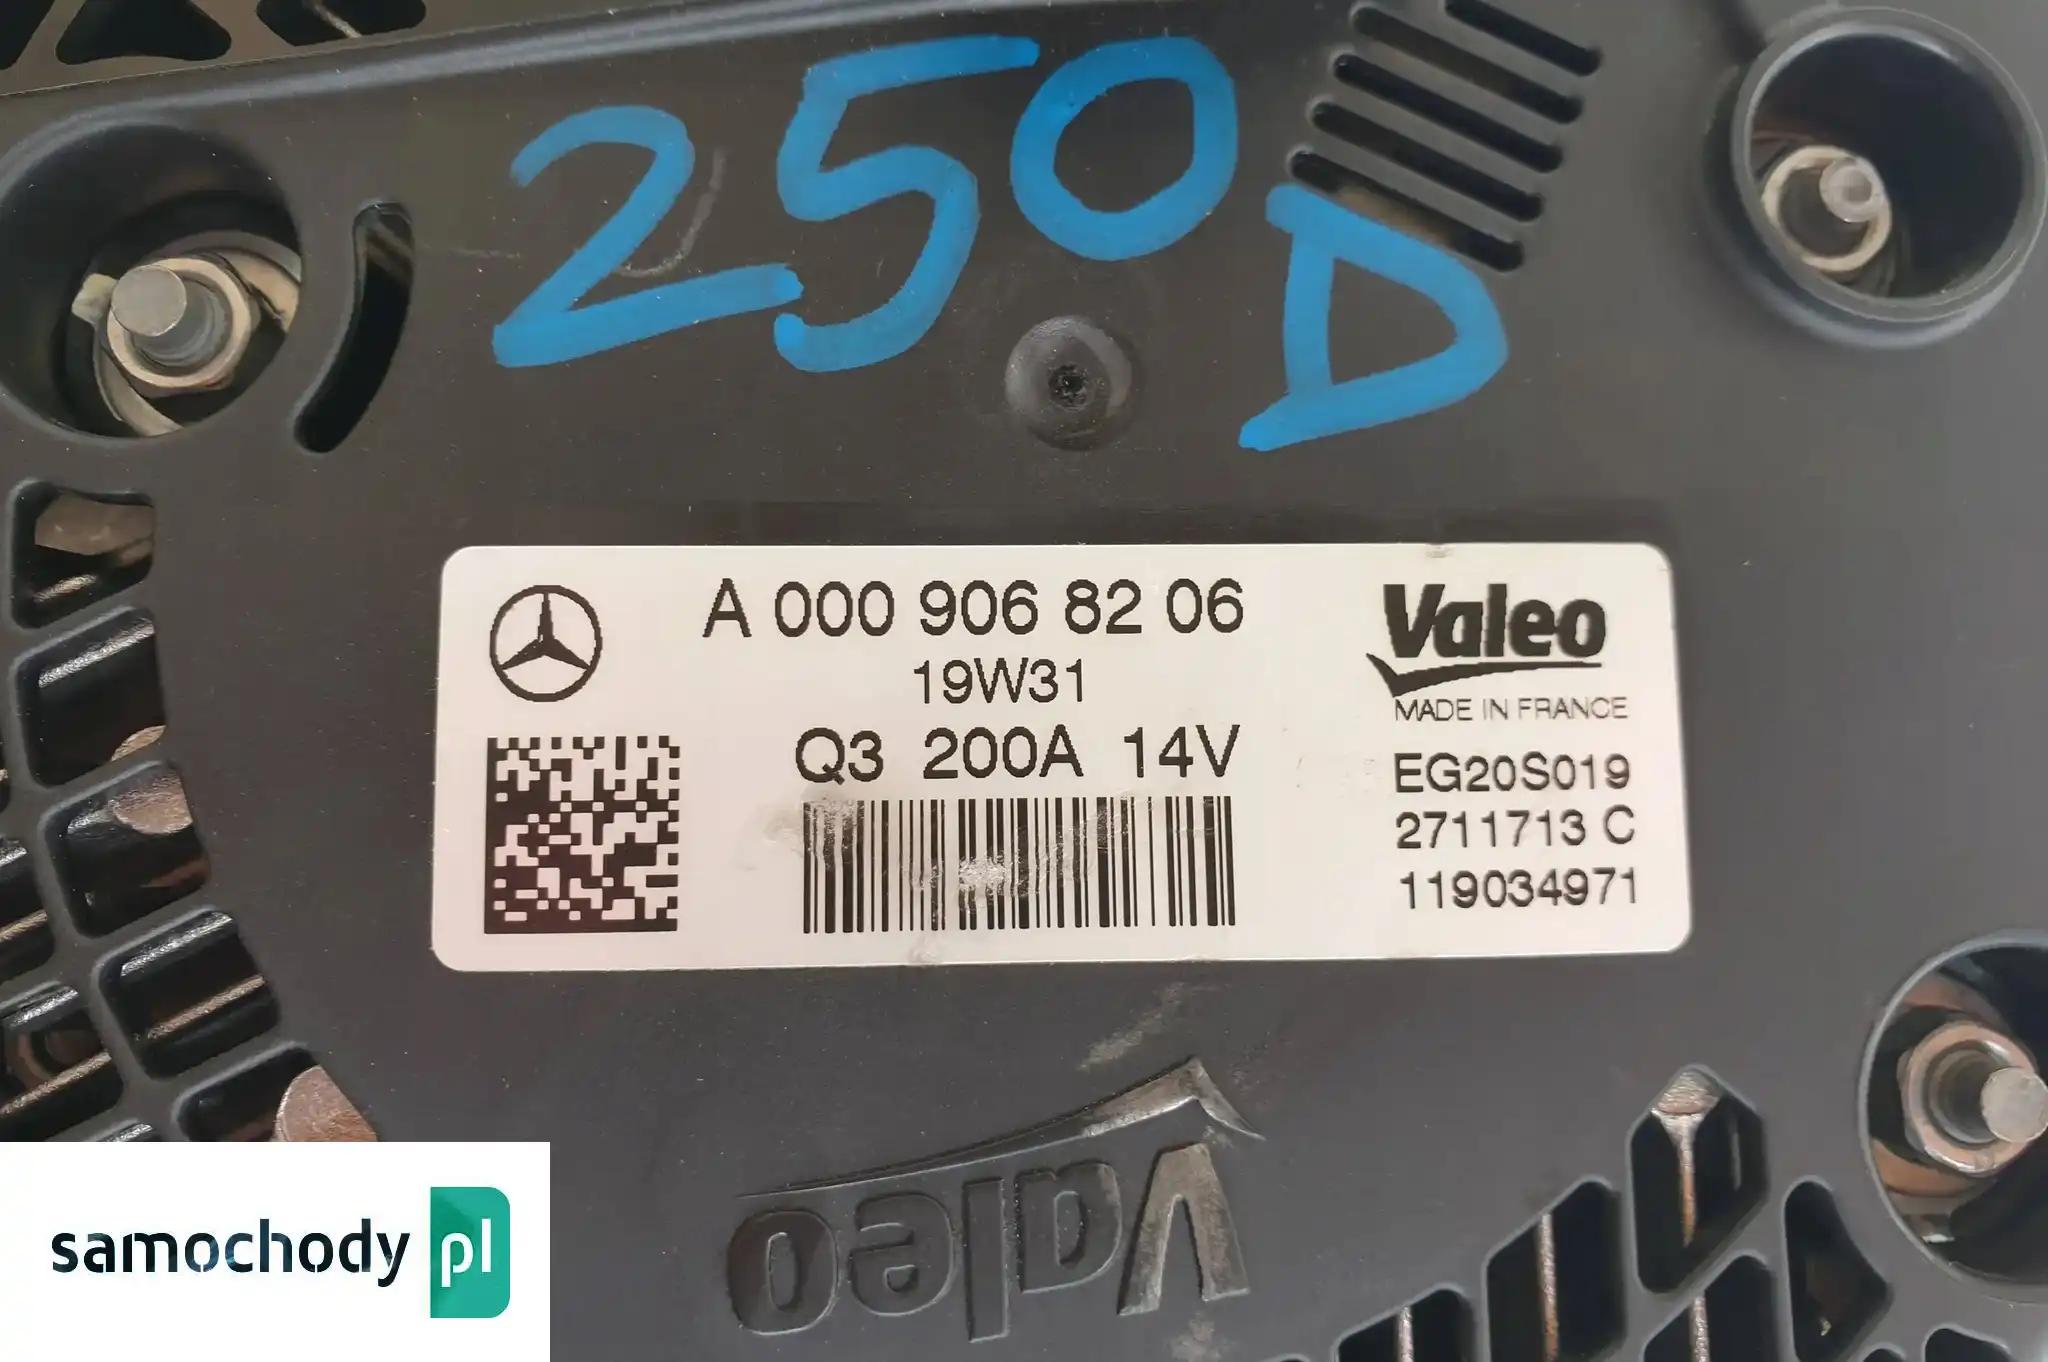 250D
A 000 906 82 06
19W31
Q3 200A 14V
Valeo
MADE IN FRANCE
EG20S019
2711713 C
119034971
Valeo
samochody pl